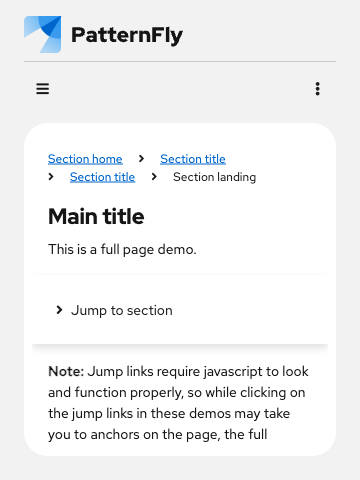 PatternFly
Section home > Section title
> Section title > Section landing
Main title
This is a full page demo.
> Jump to section
Note: Jump links require javascript to look
and function properly, so while clicking on
the jump links in these demos may take
you to anchors on the page, the full